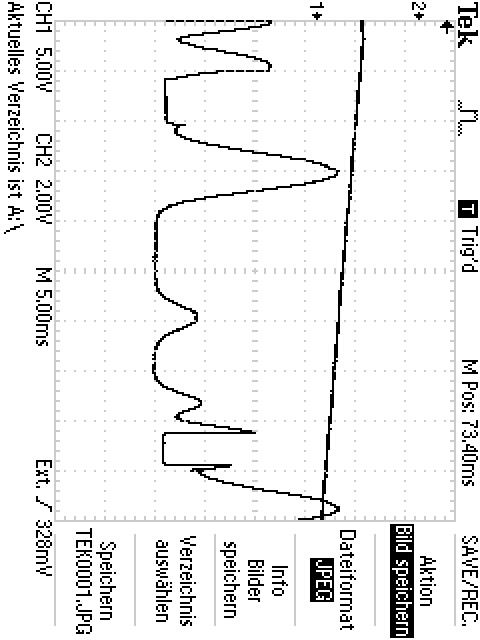 Tek
T Trig'd
M Pos: 73.40ms
SAVE/REC.
2
1
Aktion
Bild speichern
Dateiformat
JPEG
Info
Bilder
speichern
Verzeichnis
auswählen
Speichern
TEK0001.JPG
CH1 5.00V CH2 2.00V M 5.00ms Ext. / 328mV
Aktuelles Verzeichnis ist A:\